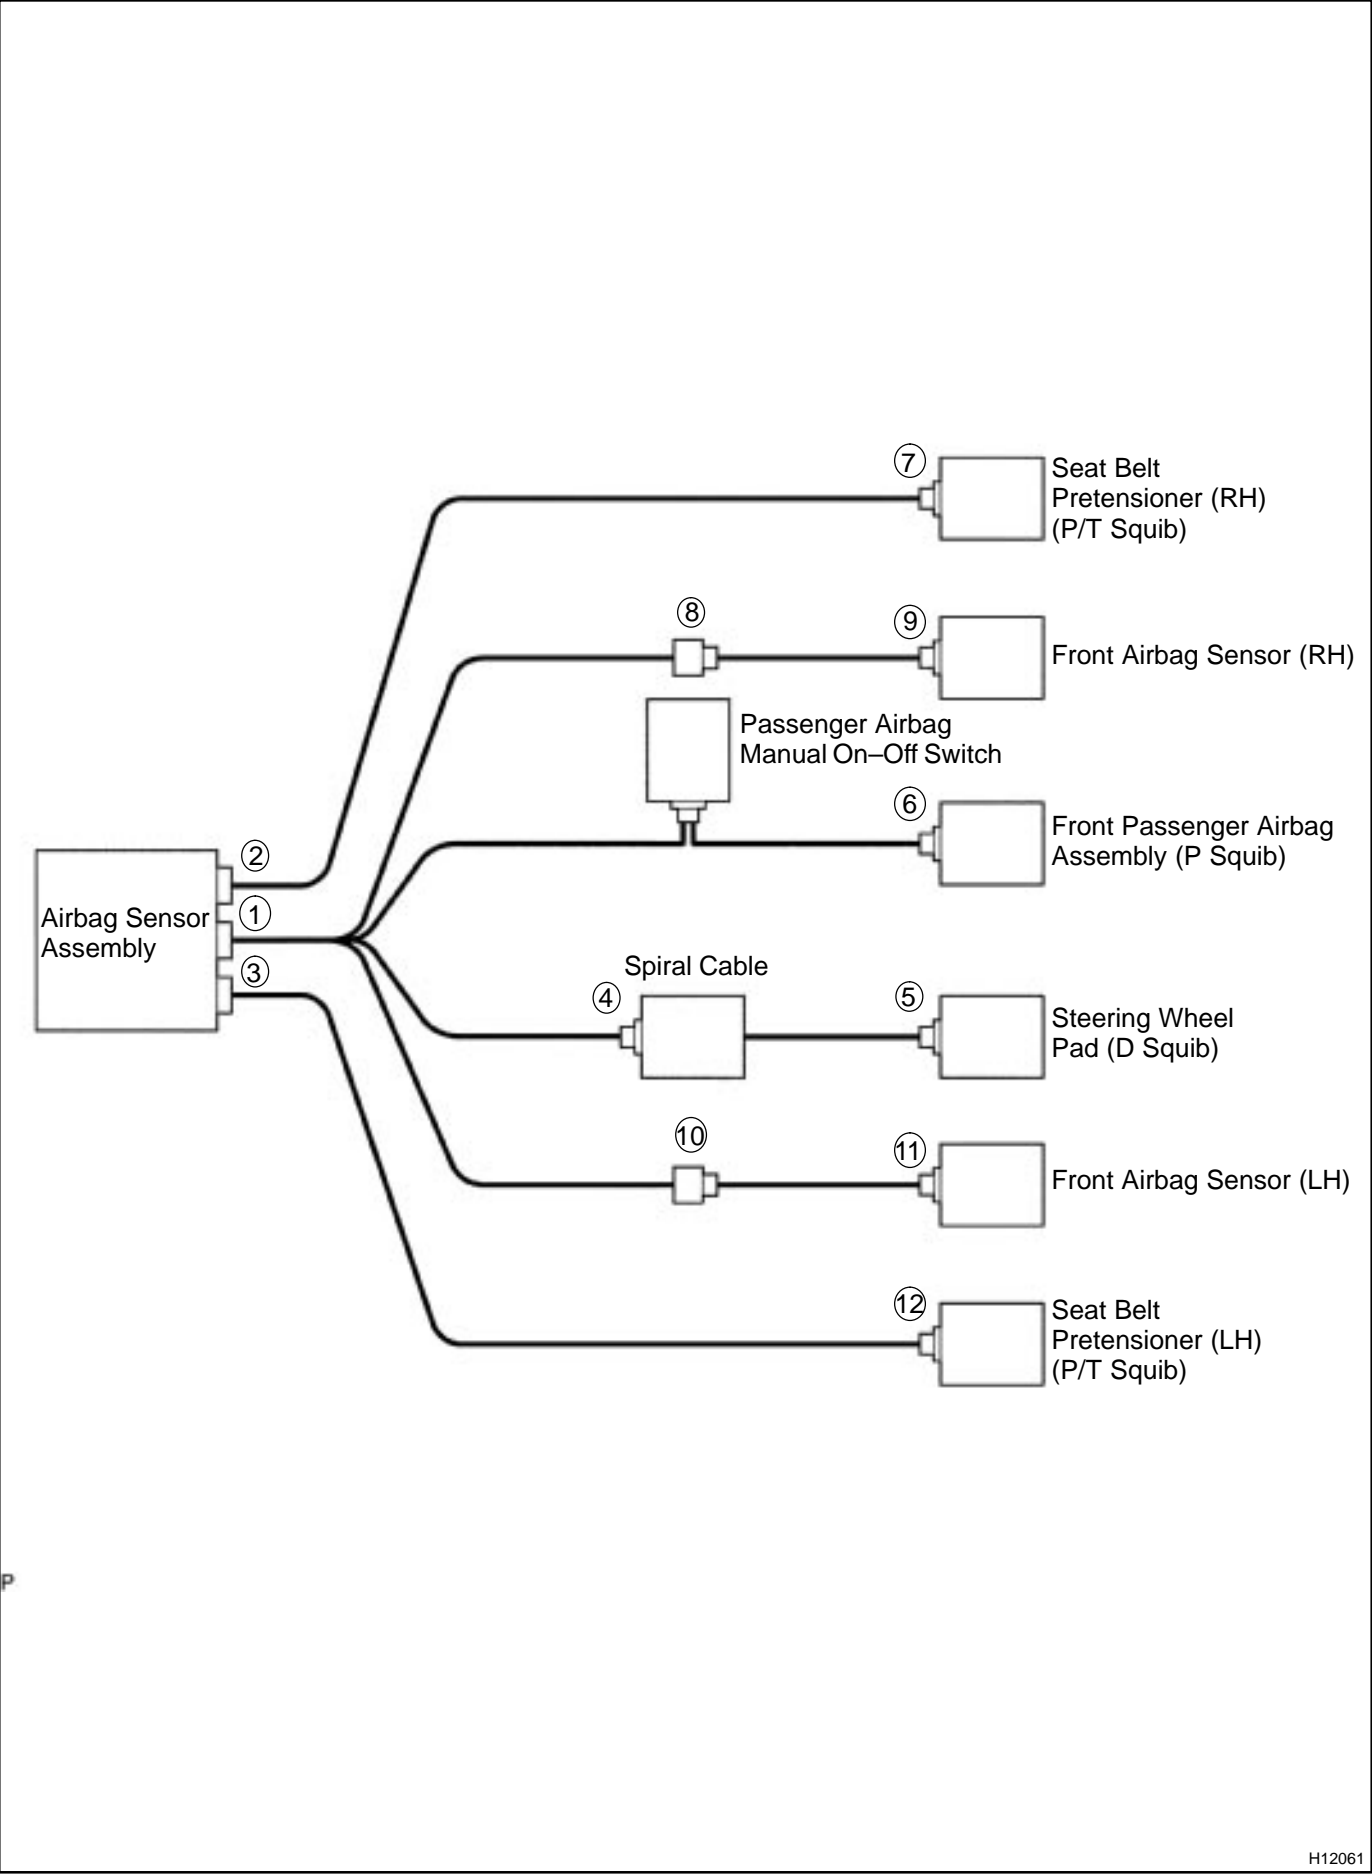 7
Seat Belt
Pretensioner (RH)
(P/T Squib)
8
9
Front Airbag Sensor (RH)
Passenger Airbag
Manual On–Off Switch
6
Front Passenger Airbag
Assembly (P Squib)
2
1
Airbag Sensor
Assembly
3
Spiral Cable
4
5
Steering Wheel
Pad (D Squib)
10
11
Front Airbag Sensor (LH)
12
Seat Belt
Pretensioner (LH)
(P/T Squib)
P
H12061